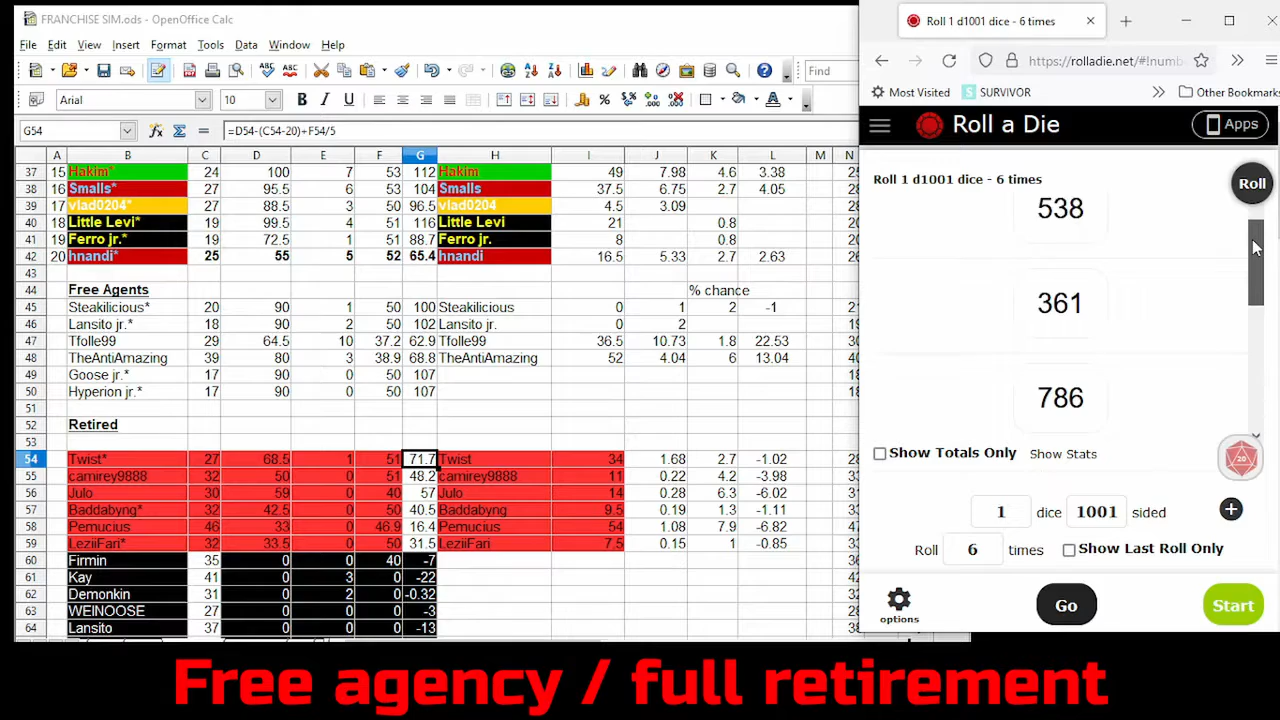 FRANCHISE SIM.ods - OpenOffice Calc
File Edit View Insert Format Tools Data Window Help
Find
Arial 10 B I U
G54 =D54-(C54-20)+F54/5
A B C D E F G H I J K L M N
37 15 Hakim* 24 100 7 53 112 Hakim 49 7.98 4.6 3.38
38 16 Smalls* 27 95.5 6 53 104 Smalls 37.5 6.75 2.7 4.05
39 17 vlad0204* 27 88.5 3 50 96.5 vlad0204 4.5 3.09
40 18 Little Levi* 19 99.5 4 51 116 Little Levi 21 0.8
41 19 Ferro jr.* 19 72.5 1 51 88.7 Ferro jr. 8 0.8
42 20 hnandi* 25 55 5 52 65.4 hnandi 16.5 5.33 2.7 2.63
43
44 Free Agents % chance
45 Steakilicious* 20 90 1 50 100 Steakilicious 0 1 2 -1
46 Lansito jr.* 18 90 2 50 102 Lansito jr. 0 2
47 Tfolle99 29 64.5 10 37.2 62.9 Tfolle99 36.5 10.73 1.8 22.53
48 TheAntiAmazing 39 80 3 38.9 68.8 TheAntiAmazing 52 4.04 6 13.04
49 Goose jr.* 17 90 0 50 107
50 Hyperion jr.* 17 90 0 50 107
51
52 Retired
53
54 Twist* 27 68.5 1 51 71.7 Twist 34 1.68 2.7 -1.02
55 camirey9888 32 50 0 51 48.2 camirey9888 11 0.22 4.2 -3.98
56 Julo 30 59 0 40 57 Julo 14 0.28 6.3 -6.02
57 Baddabyng* 32 42.5 0 50 40.5 Baddabyng 9.5 0.19 1.3 -1.11
58 Pemucius 46 33 0 46.9 16.4 Pemucius 54 1.08 7.9 -6.82
59 LeziiFari* 32 33.5 0 50 31.5 LeziiFari 7.5 0.15 1 -0.85
60 Firmin 35 0 0 40 -7
61 Kay 41 0 3 0 -22
62 Demonkin 31 0 2 0 -0.32
63 WEINOOSE 27 0 0 0 -3
64 Lansito 37 0 0 0 -13
Roll 1 d1001 dice - 6 times
https://rolladie.net/#!numb
Most Visited SURVIVOR Other Bookmarks
Roll a Die Apps
Roll 1 d1001 dice - 6 times
Roll
538
361
786
Show Totals Only Show Stats
20
1 dice 1001 sided
Roll 6 times Show Last Roll Only
options Go Start
Free agency / full retirement